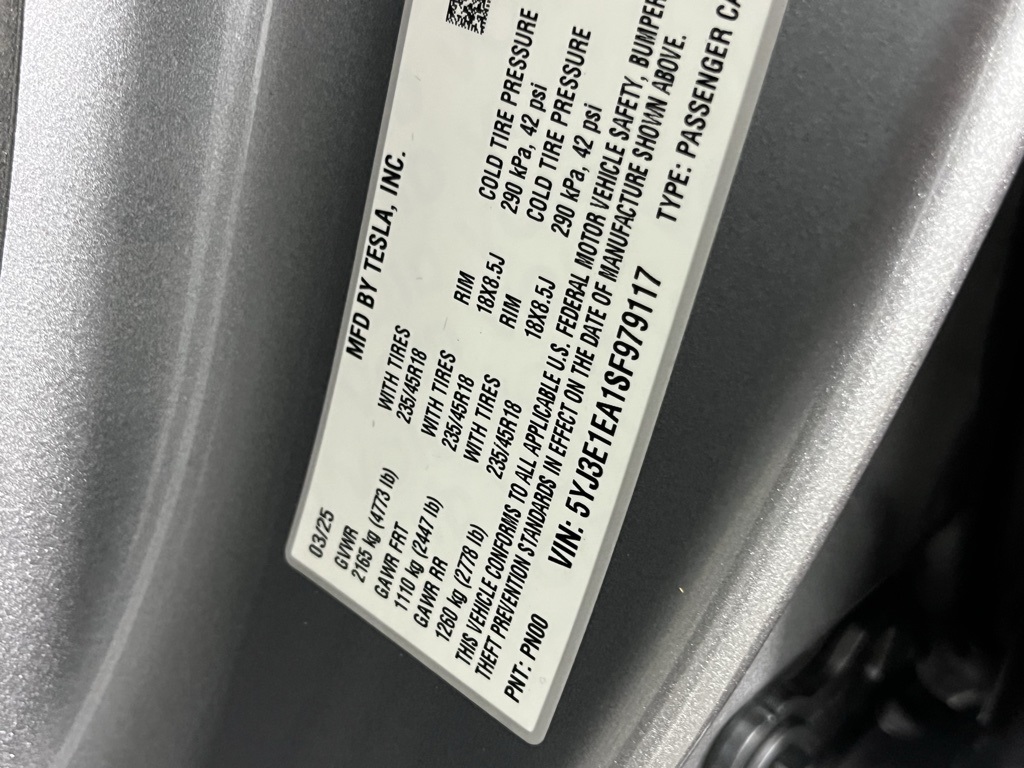 MFD BY TESLA, INC.
03/25
GVWR
2165 kg (4773 lb)
WITH TIRES RIM COLD TIRE PRESSURE
GAWR FRT 235/45R18 18X8.5J 290 kPa, 42 psi
1110 kg (2447 lb)
WITH TIRES RIM COLD TIRE PRESSURE
GAWR RR 235/45R18 18X8.5J 290 kPa, 42 psi
1260 kg (2778 lb)
WITH TIRES
235/45R18
THIS VEHICLE CONFORMS TO ALL APPLICABLE U.S. FEDERAL MOTOR VEHICLE SAFETY, BUMPER
THEFT PREVENTION STANDARDS IN EFFECT ON THE DATE OF MANUFACTURE SHOWN ABOVE.
PNT: PN00 VIN: 5YJ3E1EA1SF979117 TYPE: PASSENGER CA